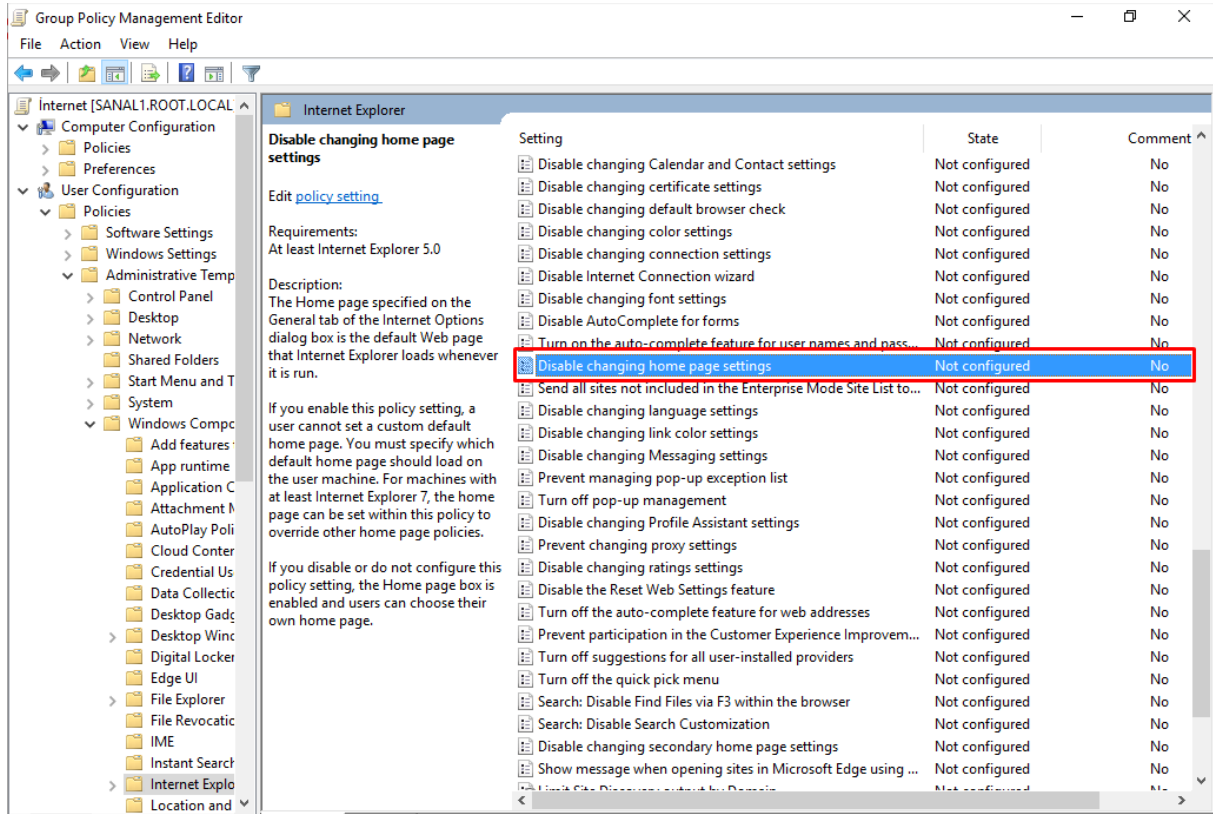 Group Policy Management Editor
File Action View Help
İnternet [SANAL1.ROOT.LOCAL
Computer Configuration
Policies
Preferences
User Configuration
Policies
Software Settings
Windows Settings
Administrative Temp
Control Panel
Desktop
Network
Shared Folders
Start Menu and T
System
Windows Compo
Add features
App runtime
Application C
Attachment M
AutoPlay Poli
Cloud Conten
Credential Us
Data Collectic
Desktop Gadg
Desktop Wind
Digital Locker
Edge UI
File Explorer
File Revocatic
IME
Instant Search
Internet Explo
Location and
Internet Explorer
Disable changing home page
settings
Edit policy setting
Requirements:
At least Internet Explorer 5.0
Description:
The Home page specified on the
General tab of the Internet Options
dialog box is the default Web page
that Internet Explorer loads whenever
it is run.
If you enable this policy setting, a
user cannot set a custom default
home page. You must specify which
default home page should load on
the user machine. For machines with
at least Internet Explorer 7, the home
page can be set within this policy to
override other home page policies.
If you disable or do not configure this
policy setting, the Home page box is
enabled and users can choose their
own home page.
Setting State Comment
Disable changing Calendar and Contact settings Not configured No
Disable changing certificate settings Not configured No
Disable changing default browser check Not configured No
Disable changing color settings Not configured No
Disable changing connection settings Not configured No
Disable Internet Connection wizard Not configured No
Disable changing font settings Not configured No
Disable AutoComplete for forms Not configured No
Turn on the auto-complete feature for user names and pass... Not configured No
Disable changing home page settings Not configured No
Send all sites not included in the Enterprise Mode Site List to... Not configured No
Disable changing language settings Not configured No
Disable changing link color settings Not configured No
Disable changing Messaging settings Not configured No
Prevent managing pop-up exception list Not configured No
Turn off pop-up management Not configured No
Disable changing Profile Assistant settings Not configured No
Prevent changing proxy settings Not configured No
Disable changing ratings settings Not configured No
Disable the Reset Web Settings feature Not configured No
Turn off the auto-complete feature for web addresses Not configured No
Prevent participation in the Customer Experience Improvem... Not configured No
Turn off suggestions for all user-installed providers Not configured No
Turn off the quick pick menu Not configured No
Search: Disable Find Files via F3 within the browser Not configured No
Search: Disable Search Customization Not configured No
Disable changing secondary home page settings Not configured No
Show message when opening sites in Microsoft Edge using ... Not configured No
Limit Site Discovery output by Domain Not configured No